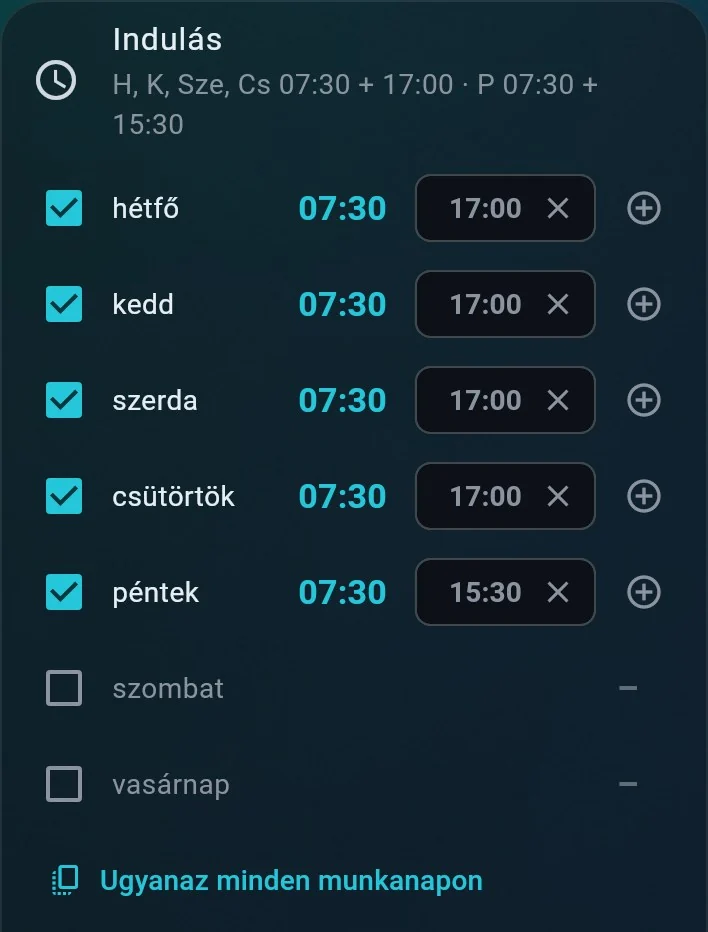 Indulás
H, K, Sze, Cs 07:30 + 17:00 · P 07:30 +
15:30
hétfő 07:30 17:00
kedd 07:30 17:00
szerda 07:30 17:00
csütörtök 07:30 17:00
péntek 07:30 15:30
szombat –
vasárnap –
Ugyanaz minden munkanapon